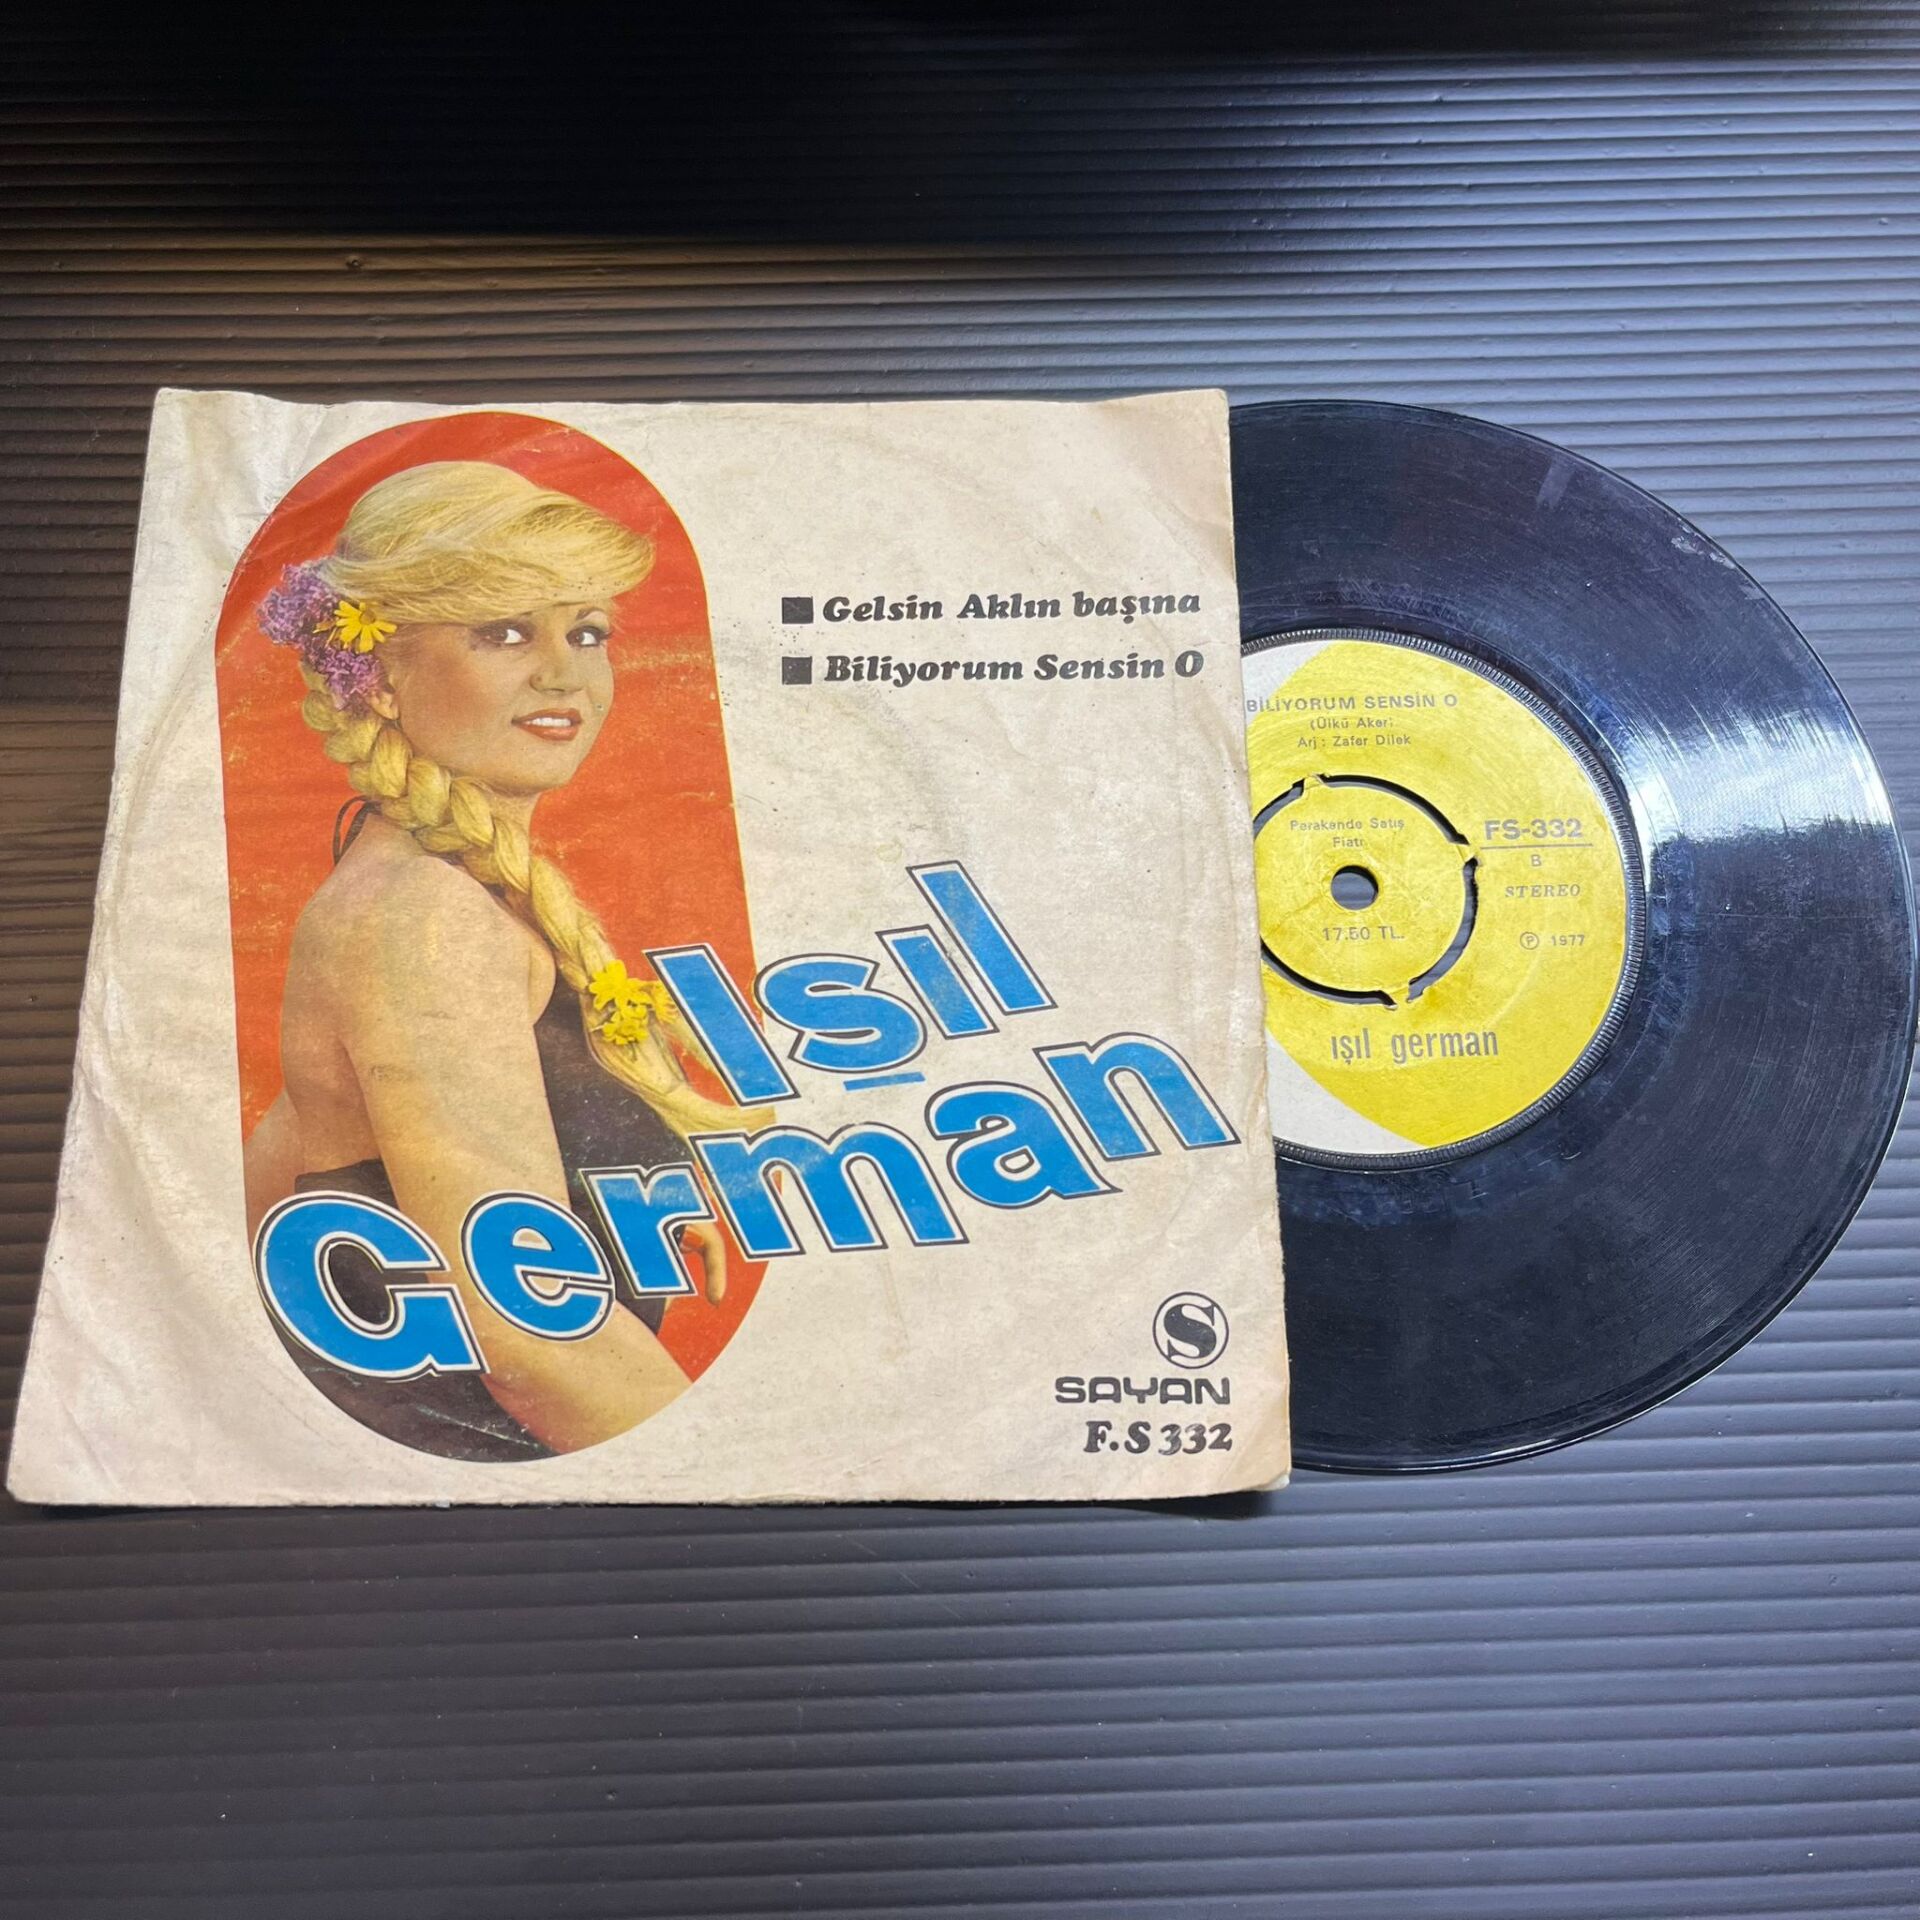 ■ Gelsin Aklın başına
■ Biliyorum Sensin O
Işıl
German
S
SAYAN
F.S 332
BİLİYORUM SENSİN O
(Ülkü Aker)
Arj : Zafer Dilek
Perakende Satış
Fiatı
17.50 TL.
FS-332
B
STEREO
℗ 1977
ışıl german